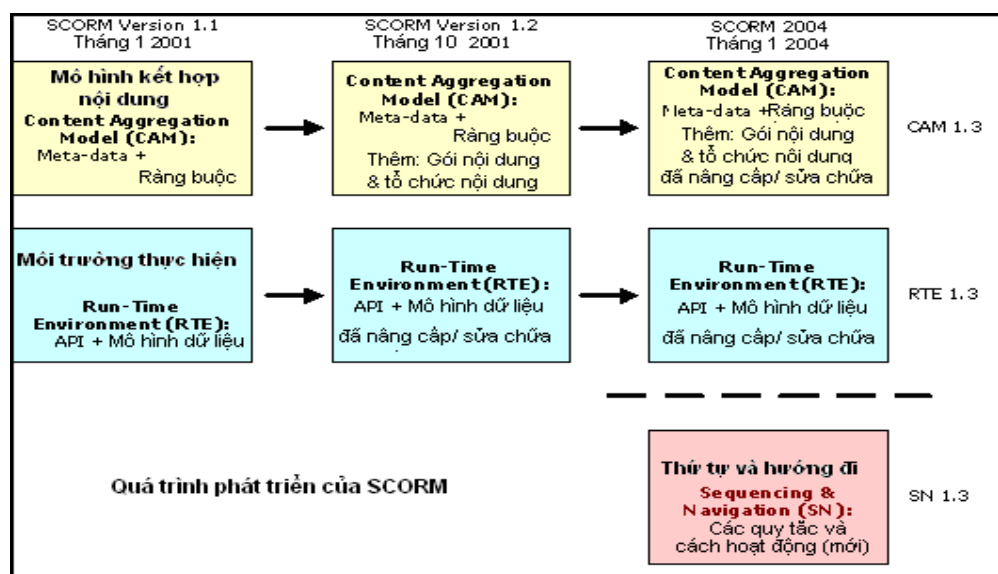 SCORM Version 1.1
Tháng 1 2001
SCORM Version 1.2
Tháng 10 2001
SCORM 2004
Tháng 1 2004
Mô hình kết hợp
nội dung
Content Aggregation
Model (CAM):
Meta-data +
Ràng buộc
Content Aggregation
Model (CAM):
Meta-data +
Ràng buộc
Thêm: Gói nội dung
& tổ chức nội dung
Content Aggregation
Model (CAM):
Meta-data +Ràng buộc
Thêm: Gói nội dung
& tổ chức nôi dung
đã nâng cấp/ sửa chữa
CAM 1.3
Môi trường thực hiện
Run-Time
Environment (RTE):
API + Mô hình dữ liệu
Run-Time
Environment(RTE):
API + Mô hình dữ liệu
đã nâng cấp/ sửa chữa
Run-Time
Environment(RTE):
API + Mô hình dữ liệu
đã nâng cấp/ sửa chữa
RTE 1.3
Quá trình phát triển của SCORM
Thứ tự và hướng đi
Sequencing &
Navigation (SN):
Các quy tắc và
cách hoạt động (mới)
SN 1.3